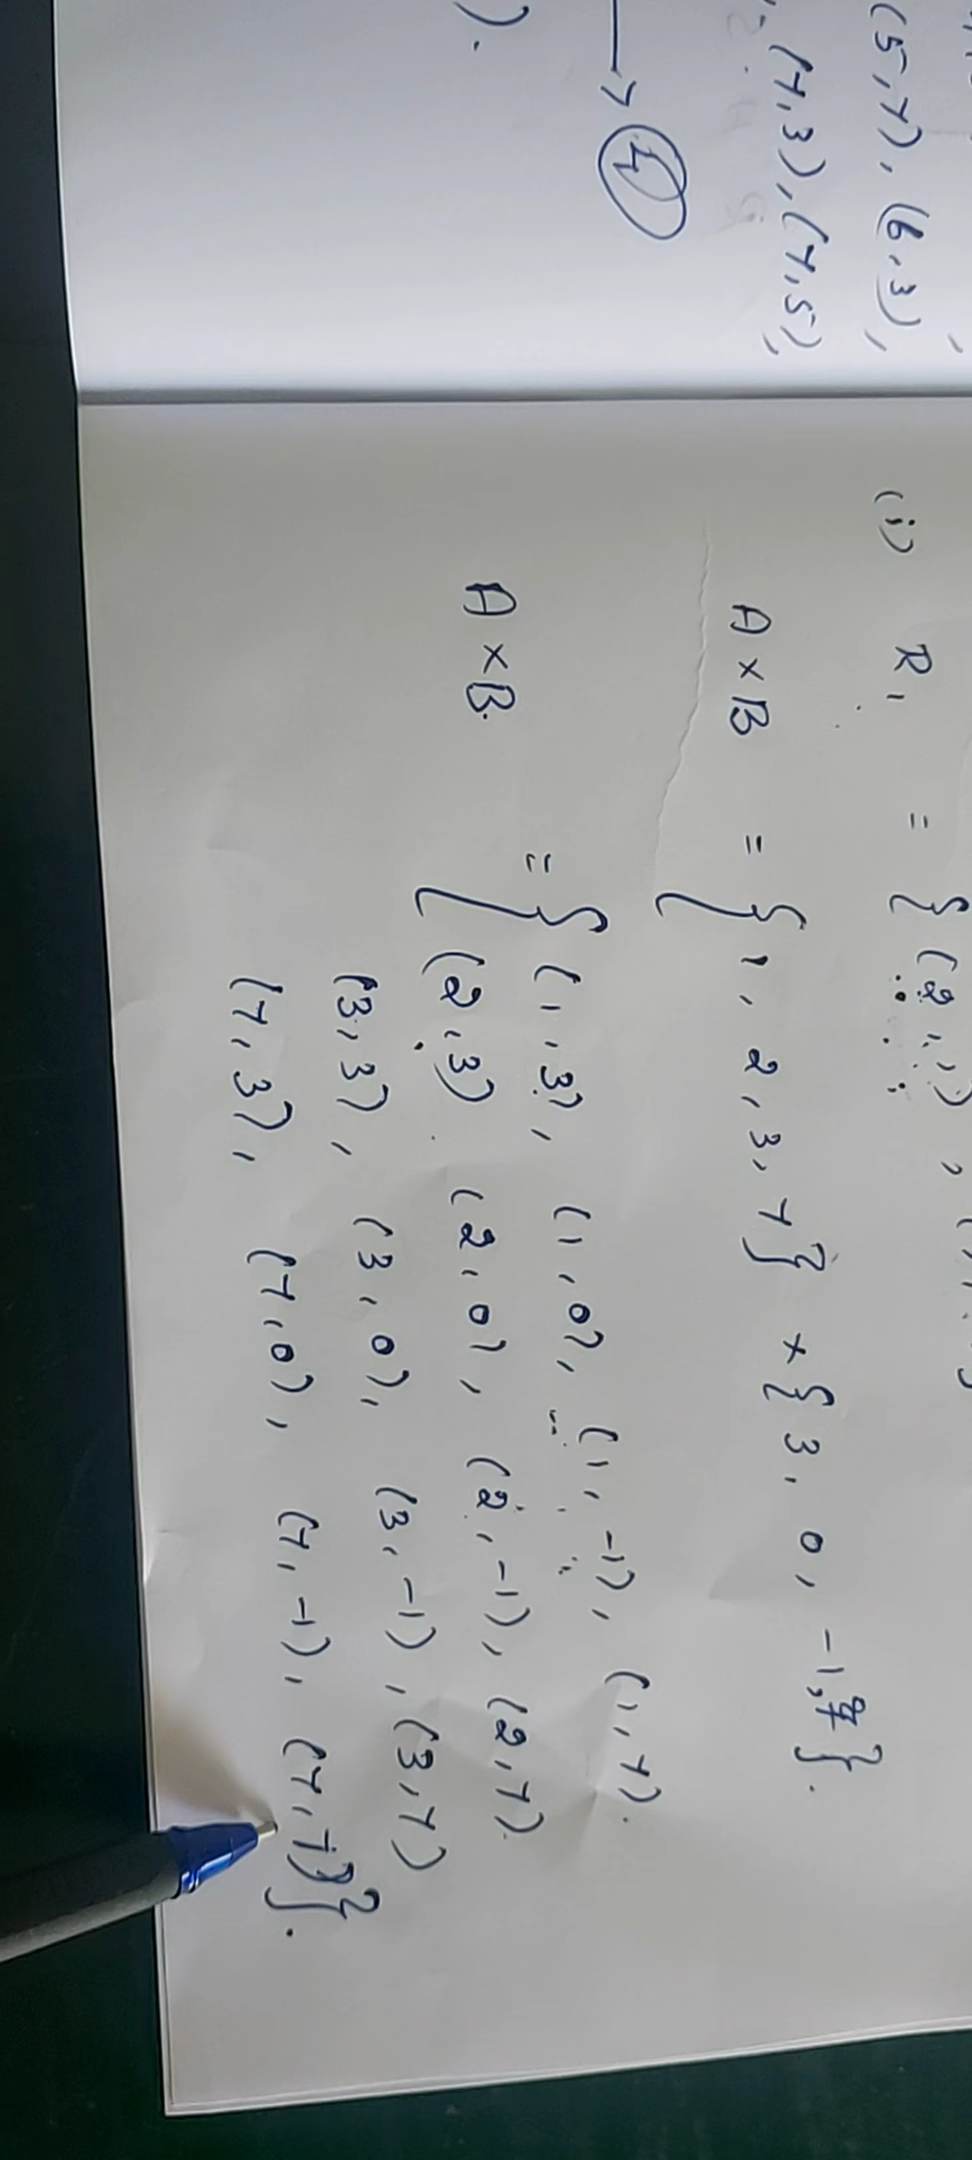 (5,7), (6,3),
(7,3), (7,5),
→ 1
).
(i) R₁ = {(2,1),
A × B = {1, 2, 3, 7} × {3, 0, -1, 7}.
A × B = {(1,3), (1,0), (1,-1), (1,7).
(2,3) (2,0), (2,-1), (2,7).
(3,3), (3,0), (3,-1), (3,7)
(7,3), (7,0), (7,-1), (7,7)}.